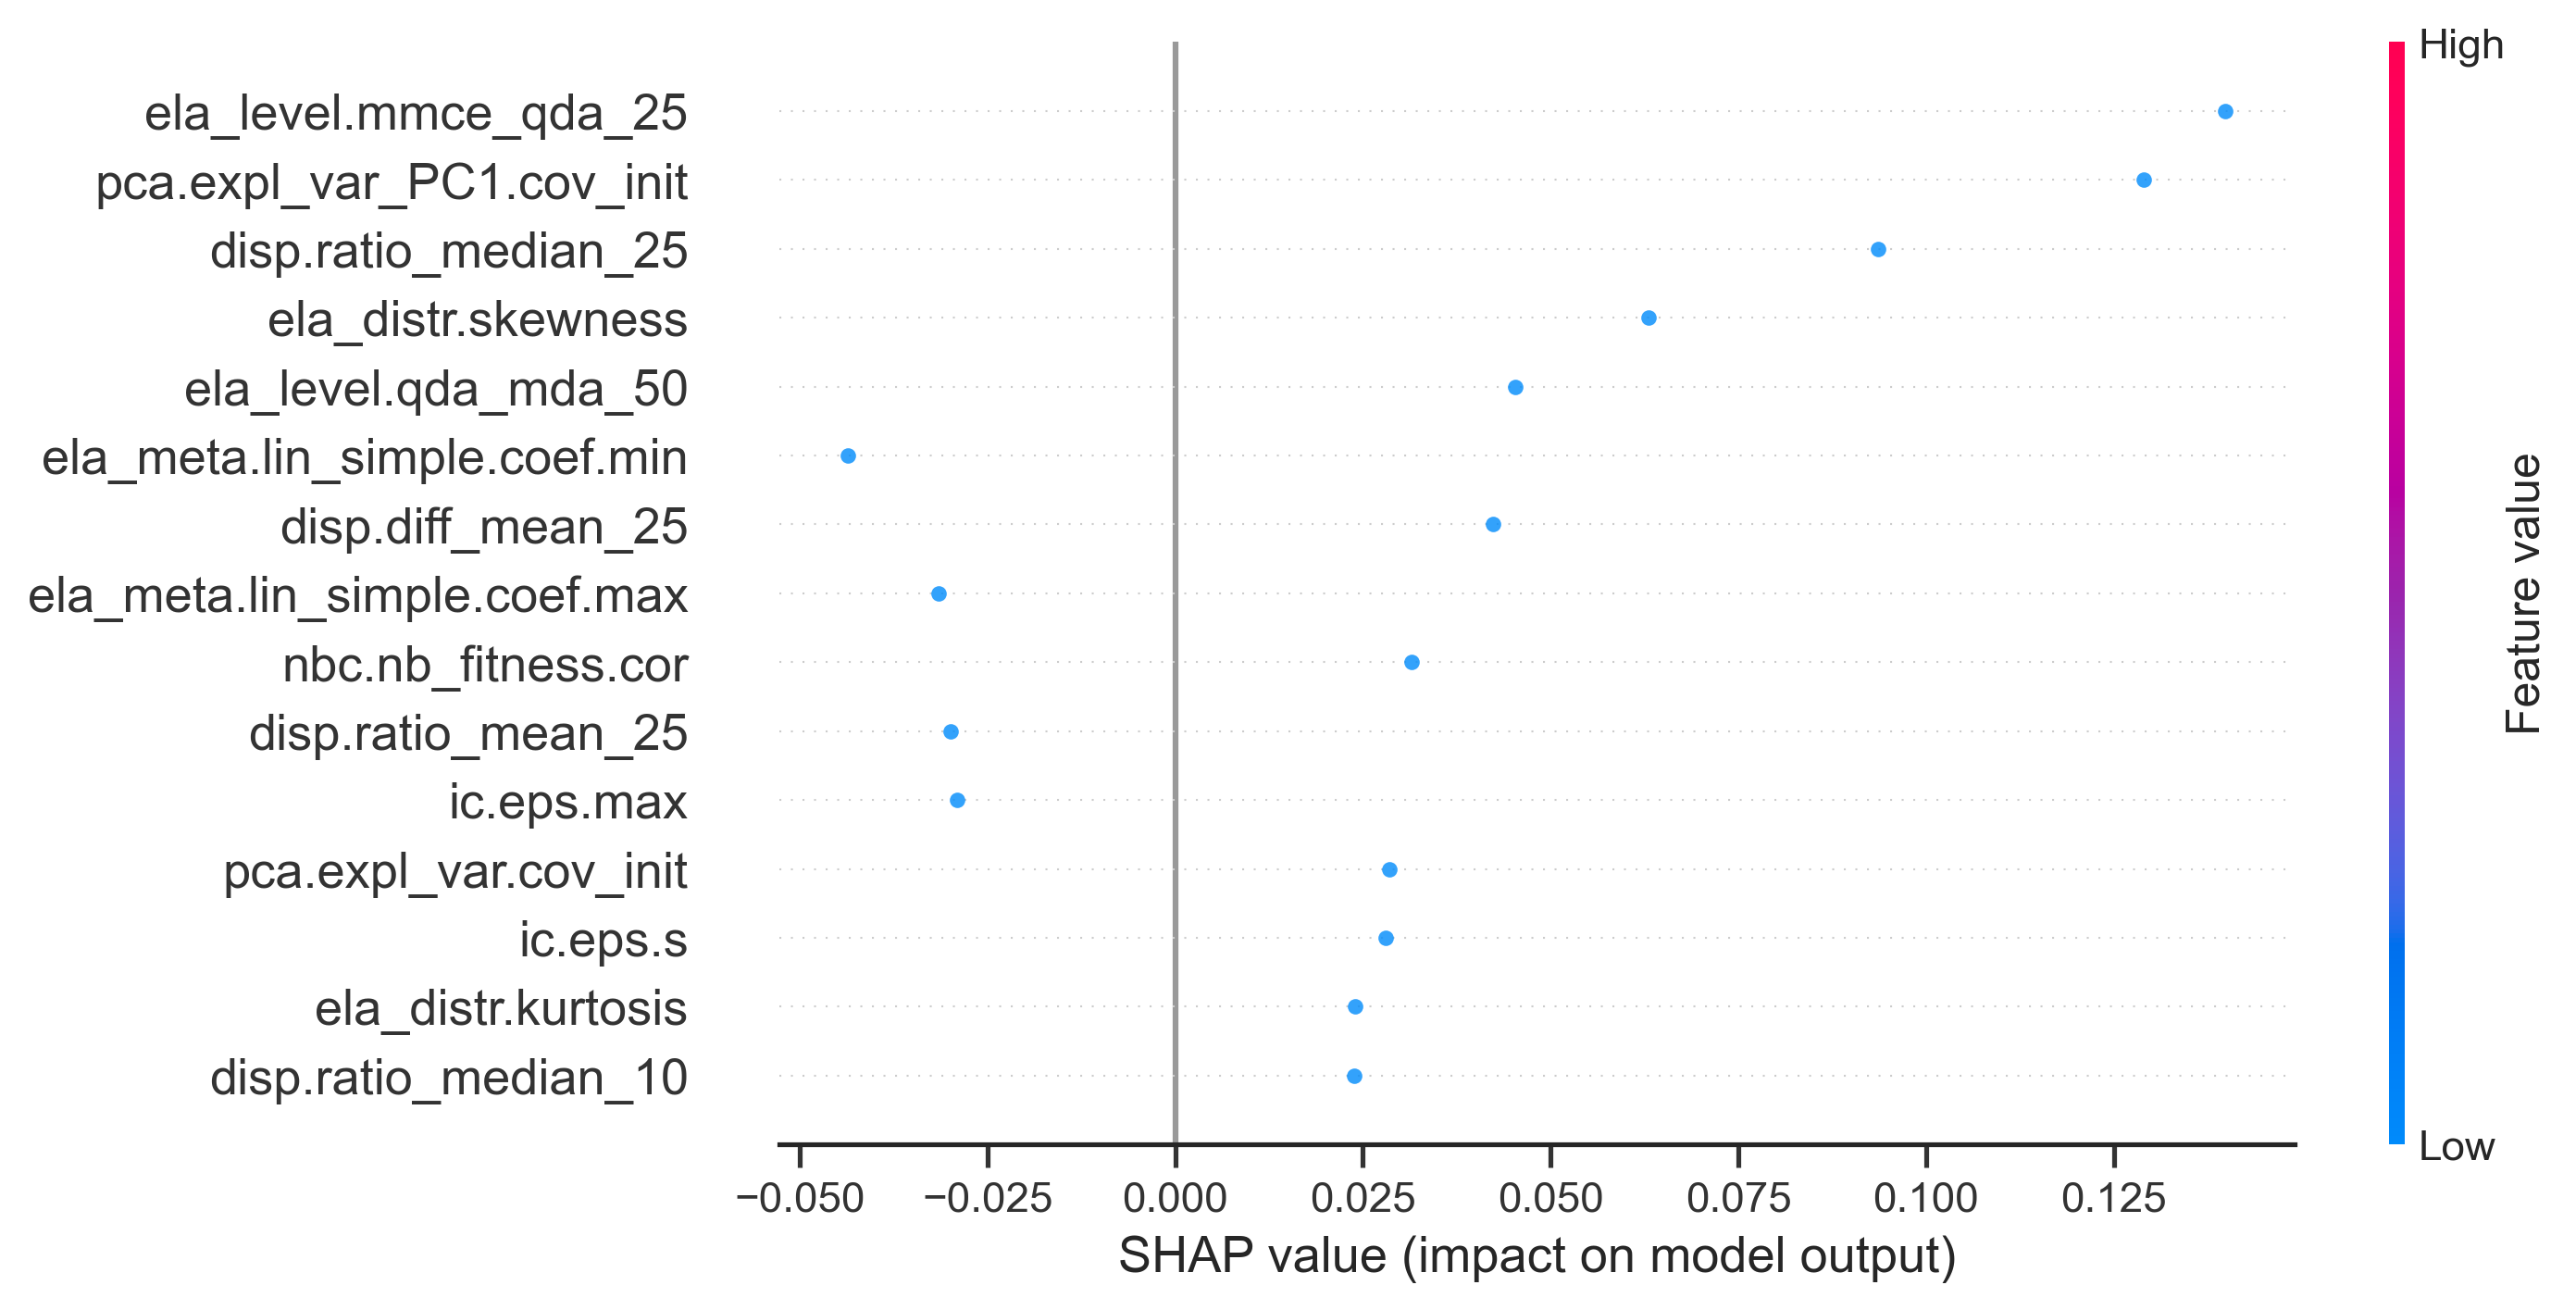 High
ela_level.mmce_qda_25
pca.expl_var_PC1.cov_init
disp.ratio_median_25
ela_distr.skewness
ela_level.qda_mda_50
ela_meta.lin_simple.coef.min
disp.diff_mean_25
ela_meta.lin_simple.coef.max
nbc.nb_fitness.cor
disp.ratio_mean_25
ic.eps.max
pca.expl_var.cov_init
ic.eps.s
ela_distr.kurtosis
disp.ratio_median_10
Feature value
Low
−0.050 −0.025 0.000 0.025 0.050 0.075 0.100 0.125
SHAP value (impact on model output)